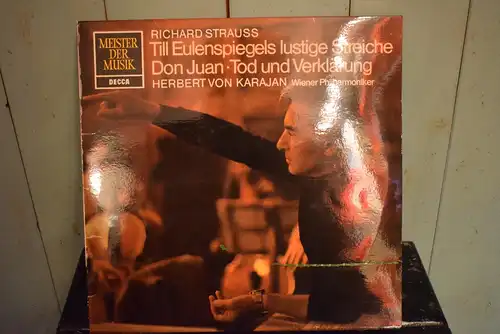 MEISTER
DER
MUSIK
DECCA
RICHARD STRAUSS
Till Eulenspiegels lustige Streiche
Don Juan · Tod und Verklärung
HERBERT VON KARAJAN Wiener Philharmoniker